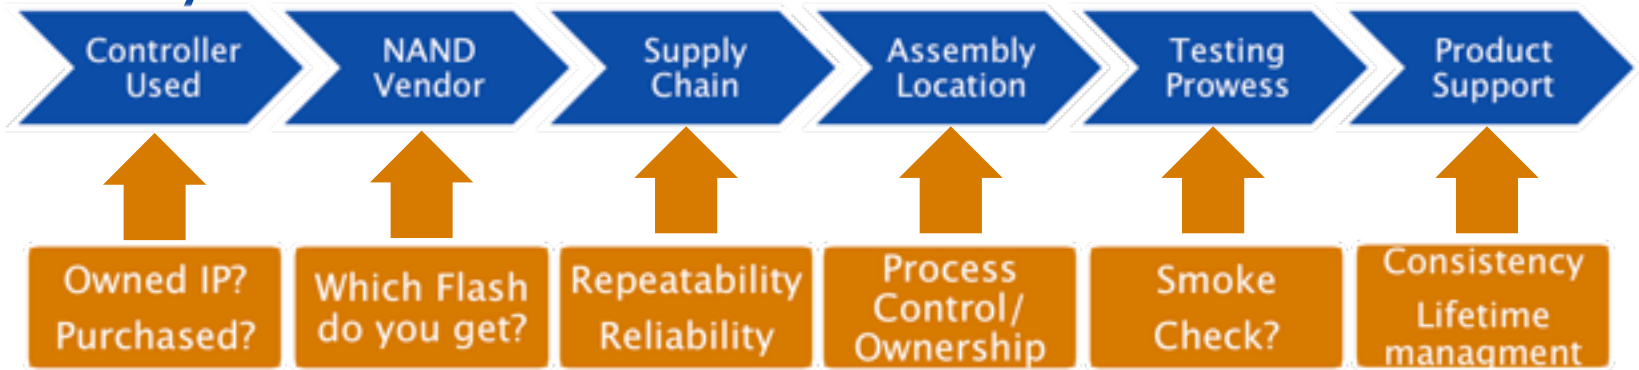 Controller
Used
NAND
Vendor
Supply
Chain
Assembly
Location
Testing
Prowess
Product
Support
Owned IP?
Purchased?
Which Flash
do you get?
Repeatability
Reliability
Process
Control/
Ownership
Smoke
Check?
Consistency
Lifetime
managment